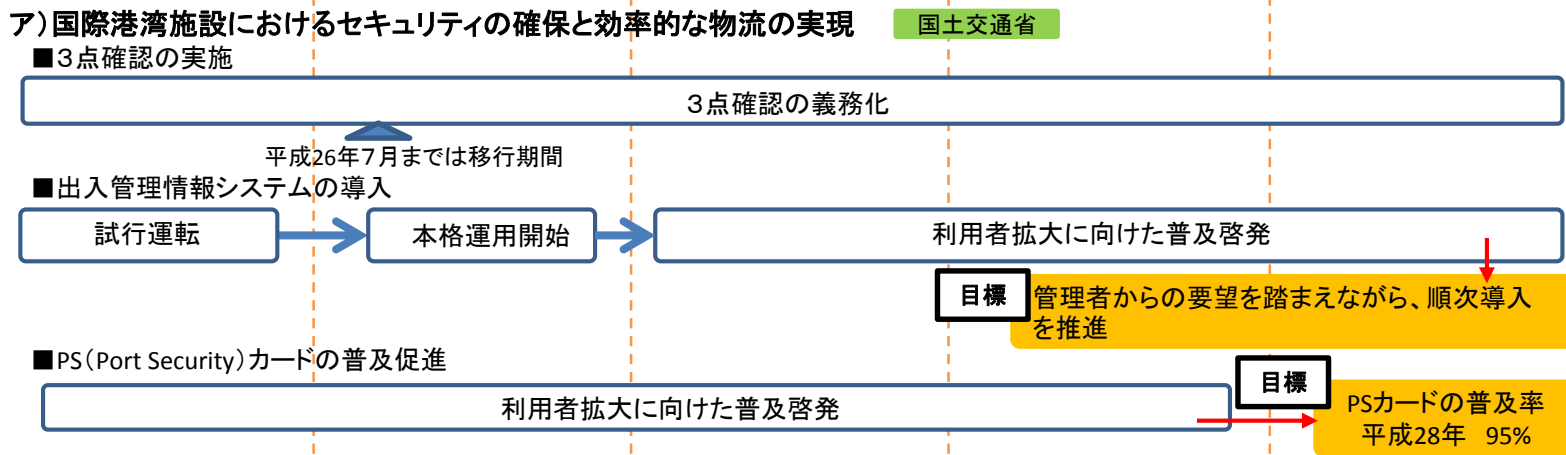 ア）国際港湾施設におけるセキュリティの確保と効率的な物流の実現 国土交通省
■３点確認の実施
３点確認の義務化
平成26年７月までは移行期間
■出入管理情報システムの導入
試行運転 本格運用開始 利用者拡大に向けた普及啓発
目標 管理者からの要望を踏まえながら、順次導入
を推進
■PS（Port Security）カードの普及促進
利用者拡大に向けた普及啓発
目標
PSカードの普及率
平成28年 95%